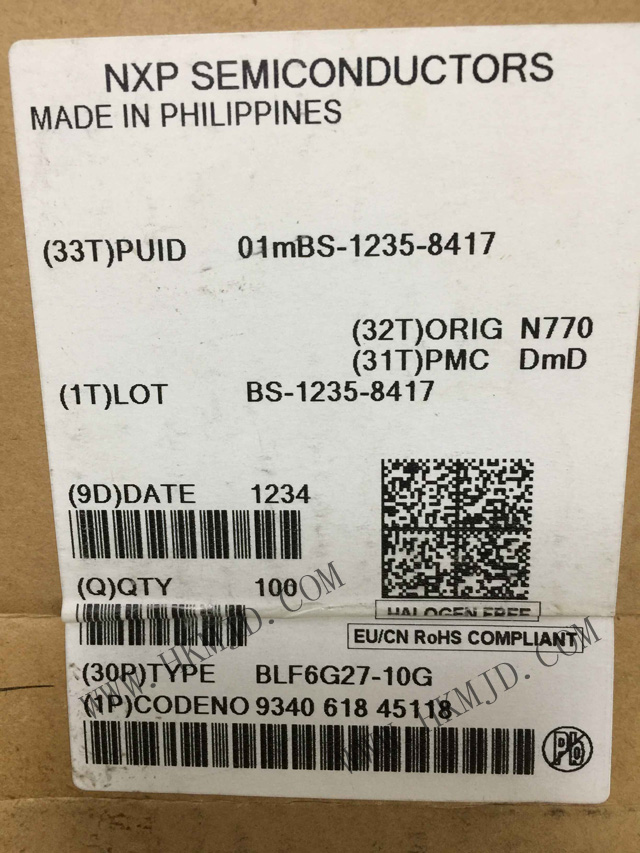 NXP SEMICONDUCTORS
MADE IN PHILIPPINES
(33T)PUID 01mBS-1235-8417
(32T)ORIG N770
(31T)PMC DmD
(1T)LOT BS-1235-8417
(9D)DATE 1234
(Q)QTY 100
HALOGEN FREE
EU/CN RoHS COMPLIANT
(30P)TYPE BLF6G27-10G
(1P)CODENO 9340 618 45118
Pb
WWW.HKMJD.COM
WWW.HKMJD.COM